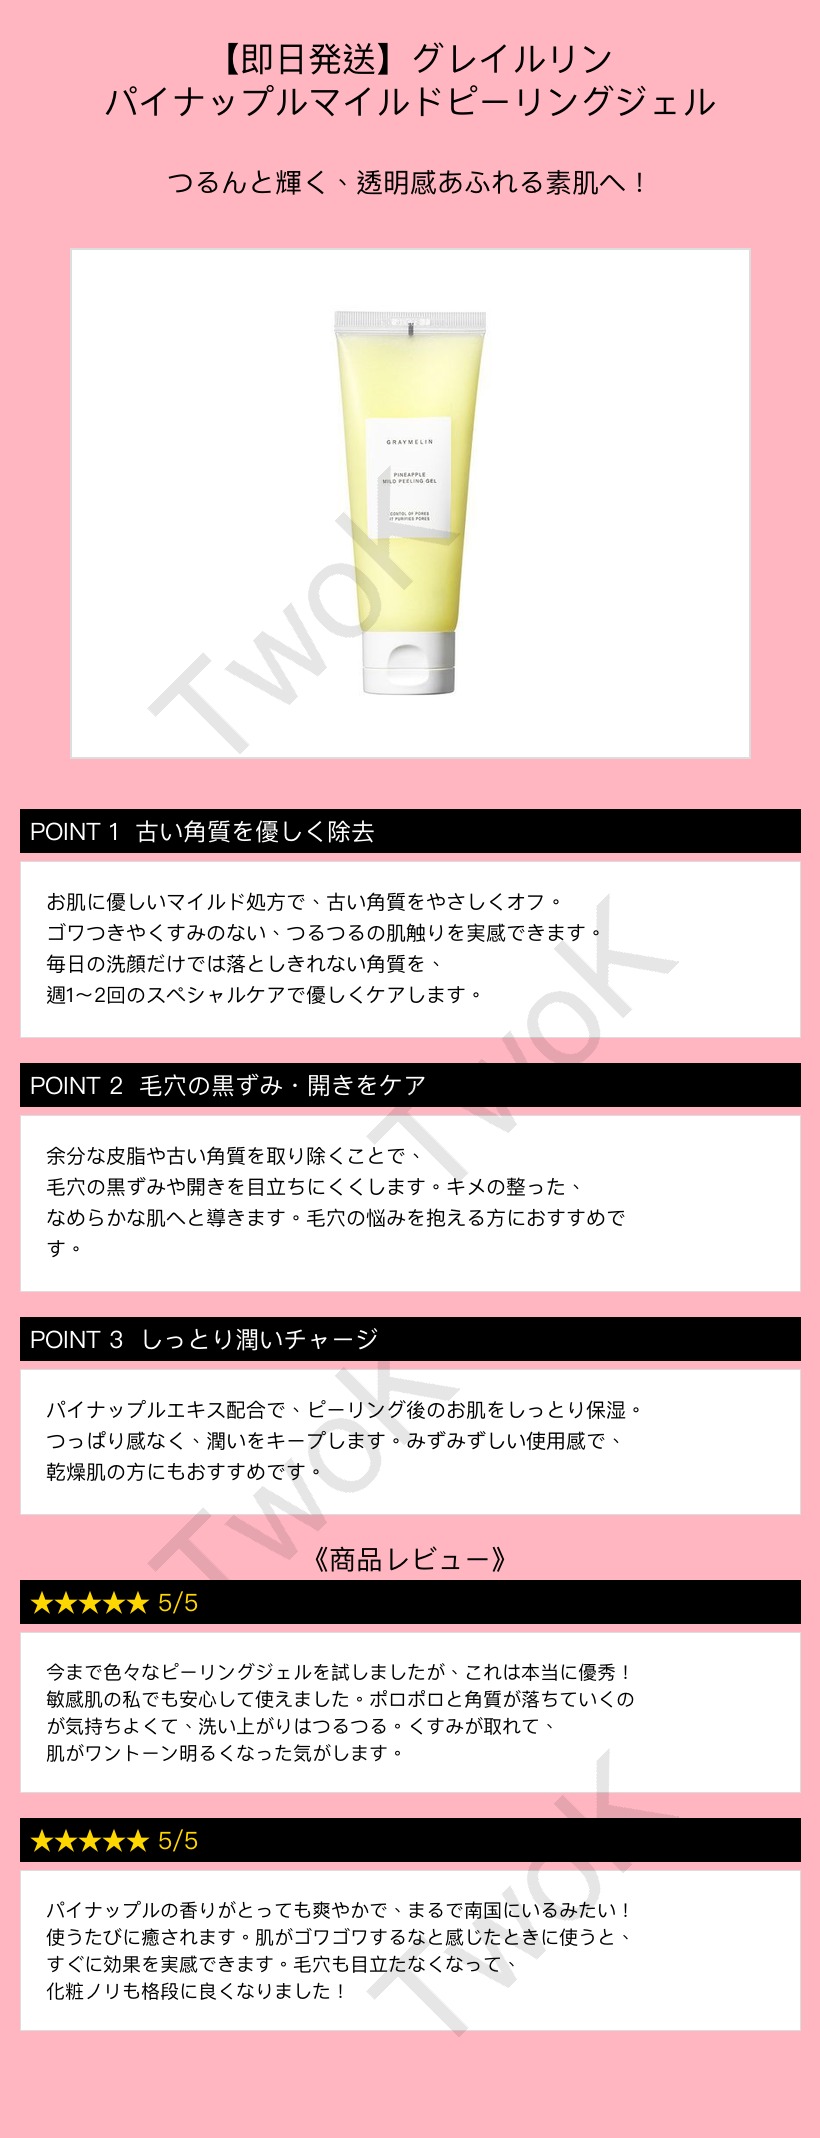 【即日発送】グレイルリン
パイナップルマイルドピーリングジェル
つるんと輝く、透明感あふれる素肌へ！
GRAYMELIN
PINEAPPLE
MILD PEELING GEL
CONTOL OF PORES
IT PURIFIES PORES
TwoK
POINT 1 古い角質を優しく除去
お肌に優しいマイルド処方で、古い角質をやさしくオフ。
ゴワつきやくすみのない、つるつるの肌触りを実感できます。
毎日の洗顔だけでは落としきれない角質を、
週1〜2回のスペシャルケアで優しくケアします。
TwoK
POINT 2 毛穴の黒ずみ・開きをケア
余分な皮脂や古い角質を取り除くことで、
毛穴の黒ずみや開きを目立ちにくくします。キメの整った、
なめらかな肌へと導きます。毛穴の悩みを抱える方におすすめで
す。
POINT 3 しっとり潤いチャージ
パイナップルエキス配合で、ピーリング後のお肌をしっとり保湿。
つっぱり感なく、潤いをキープします。みずみずしい使用感で、
乾燥肌の方にもおすすめです。
TwoK
《商品レビュー》
★★★★★ 5/5
今まで色々なピーリングジェルを試しましたが、これは本当に優秀！
敏感肌の私でも安心して使えました。ポロポロと角質が落ちていくの
が気持ちよくて、洗い上がりはつるつる。くすみが取れて、
肌がワントーン明るくなった気がします。
★★★★★ 5/5
パイナップルの香りがとっても爽やかで、まるで南国にいるみたい！
使うたびに癒されます。肌がゴワゴワするなと感じたときに使うと、
すぐに効果を実感できます。毛穴も目立たなくなって、
化粧ノリも格段に良くなりました！
TwoK